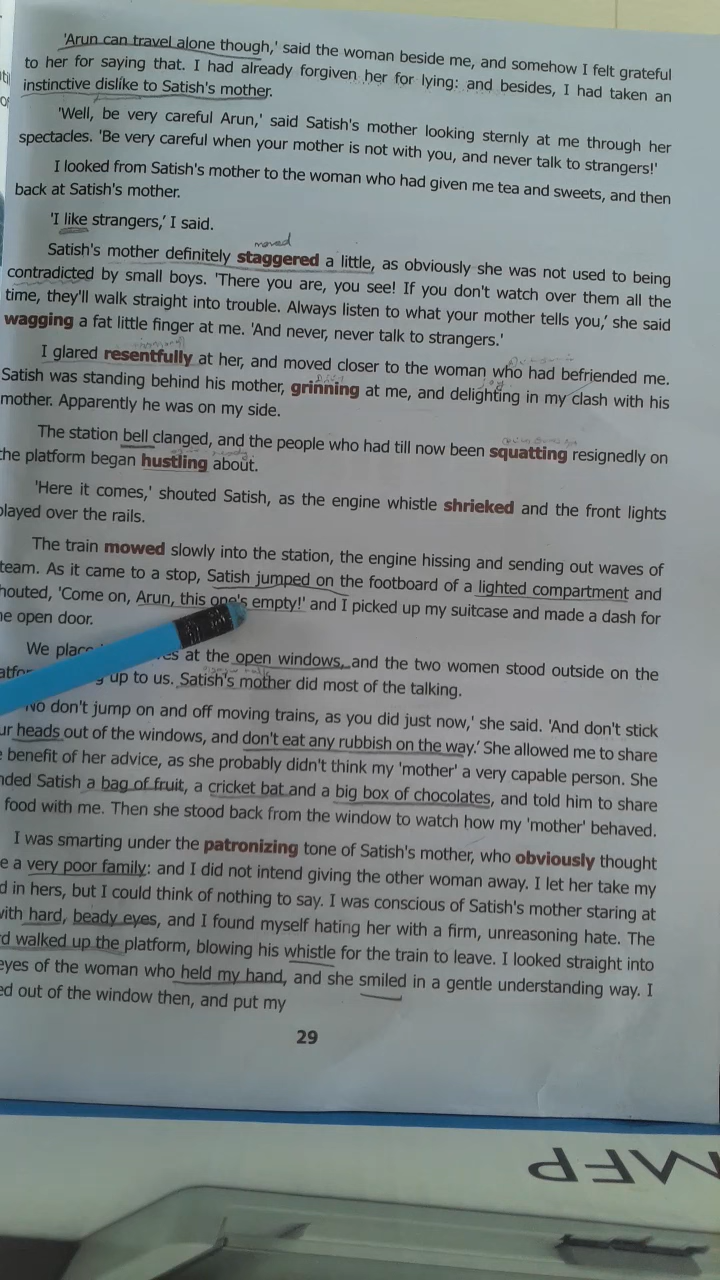 'Arun can travel alone though,' said the woman beside me, and somehow I felt grateful
to her for saying that. I had already forgiven her for lying: and besides, I had taken an
instinctive dislike to Satish's mother.
'Well, be very careful Arun,' said Satish's mother looking sternly at me through her
spectacles. 'Be very careful when your mother is not with you, and never talk to strangers!'
I looked from Satish's mother to the woman who had given me tea and sweets, and then
back at Satish's mother.
'I like strangers,' I said.
moved
Satish's mother definitely staggered a little, as obviously she was not used to being
contradicted by small boys. 'There you are, you see! If you don't watch over them all the
time, they'll walk straight into trouble. Always listen to what your mother tells you,' she said
wagging a fat little finger at me. 'And never, never talk to strangers.'
I glared resentfully at her, and moved closer to the woman who had befriended me.
Satish was standing behind his mother, grinning at me, and delighting in my clash with his
mother. Apparently he was on my side.
The station bell clanged, and the people who had till now been squatting resignedly on
the platform began hustling about.
'Here it comes,' shouted Satish, as the engine whistle shrieked and the front lights
played over the rails.
The train mowed slowly into the station, the engine hissing and sending out waves of
team. As it came to a stop, Satish jumped on the footboard of a lighted compartment and
houted, 'Come on, Arun, this one's empty!' and I picked up my suitcase and made a dash for
he open door.
We plac es at the open windows, and the two women stood outside on the
atfor g up to us. Satish's mother did most of the talking.
No don't jump on and off moving trains, as you did just now,' she said. 'And don't stick
ur heads out of the windows, and don't eat any rubbish on the way.' She allowed me to share
e benefit of her advice, as she probably didn't think my 'mother' a very capable person. She
nded Satish a bag of fruit, a cricket bat and a big box of chocolates, and told him to share
food with me. Then she stood back from the window to watch how my 'mother' behaved.
I was smarting under the patronizing tone of Satish's mother, who obviously thought
e a very poor family: and I did not intend giving the other woman away. I let her take my
d in hers, but I could think of nothing to say. I was conscious of Satish's mother staring at
with hard, beady eyes, and I found myself hating her with a firm, unreasoning hate. The
rd walked up the platform, blowing his whistle for the train to leave. I looked straight into
eyes of the woman who held my hand, and she smiled in a gentle understanding way. I
ed out of the window then, and put my
29
MFP